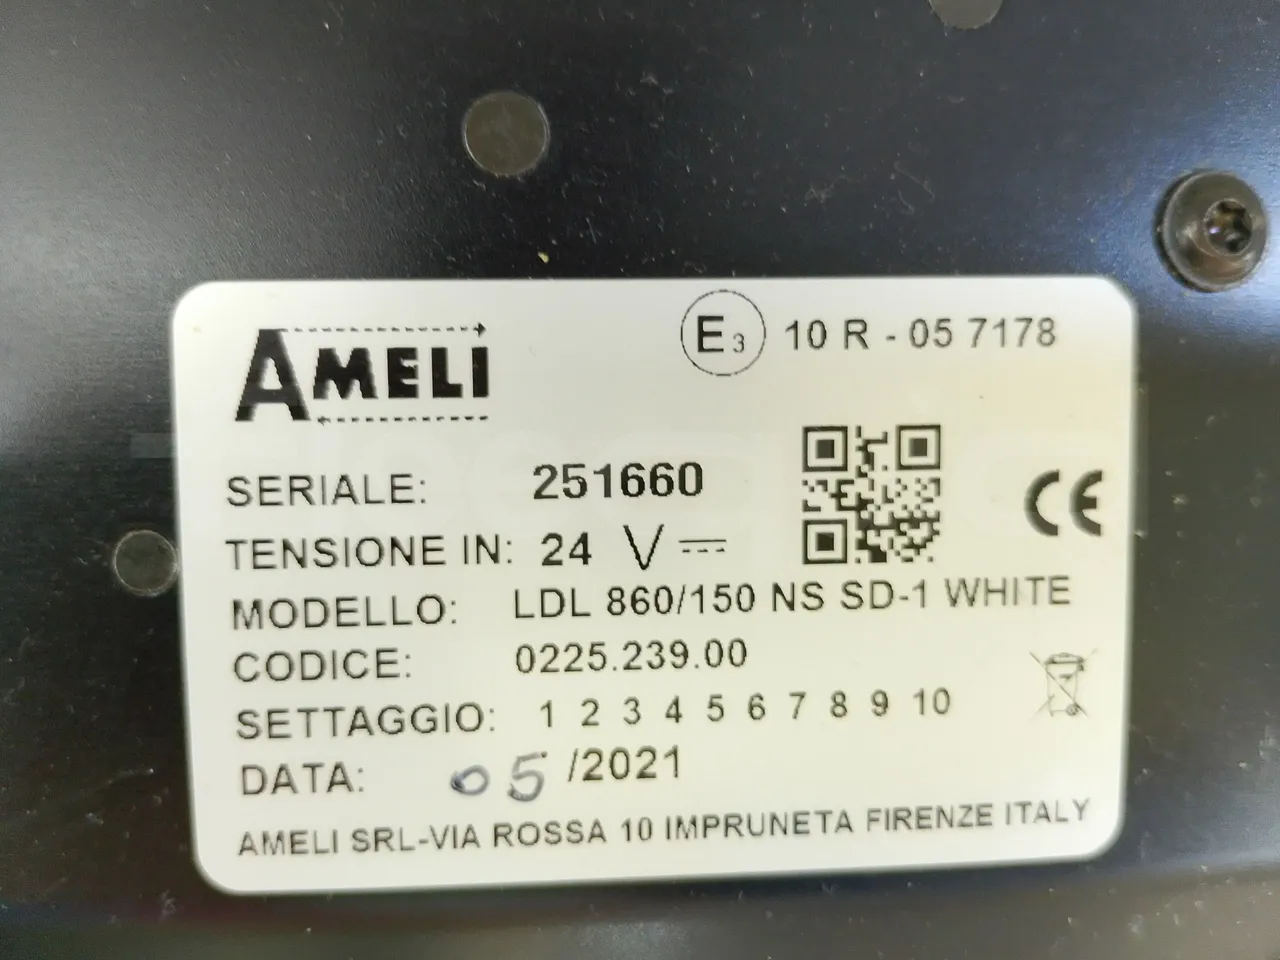 AMELI
E3 10 R - 05 7178
SERIALE: 251660
TENSIONE IN: 24 V
MODELLO: LDL 860/150 NS SD-1 WHITE
CODICE: 0225.239.00
SETTAGGIO: 1 2 3 4 5 6 7 8 9 10
DATA: 05 /2021
AMELI SRL-VIA ROSSA 10 IMPRUNETA FIRENZE ITALY
CE